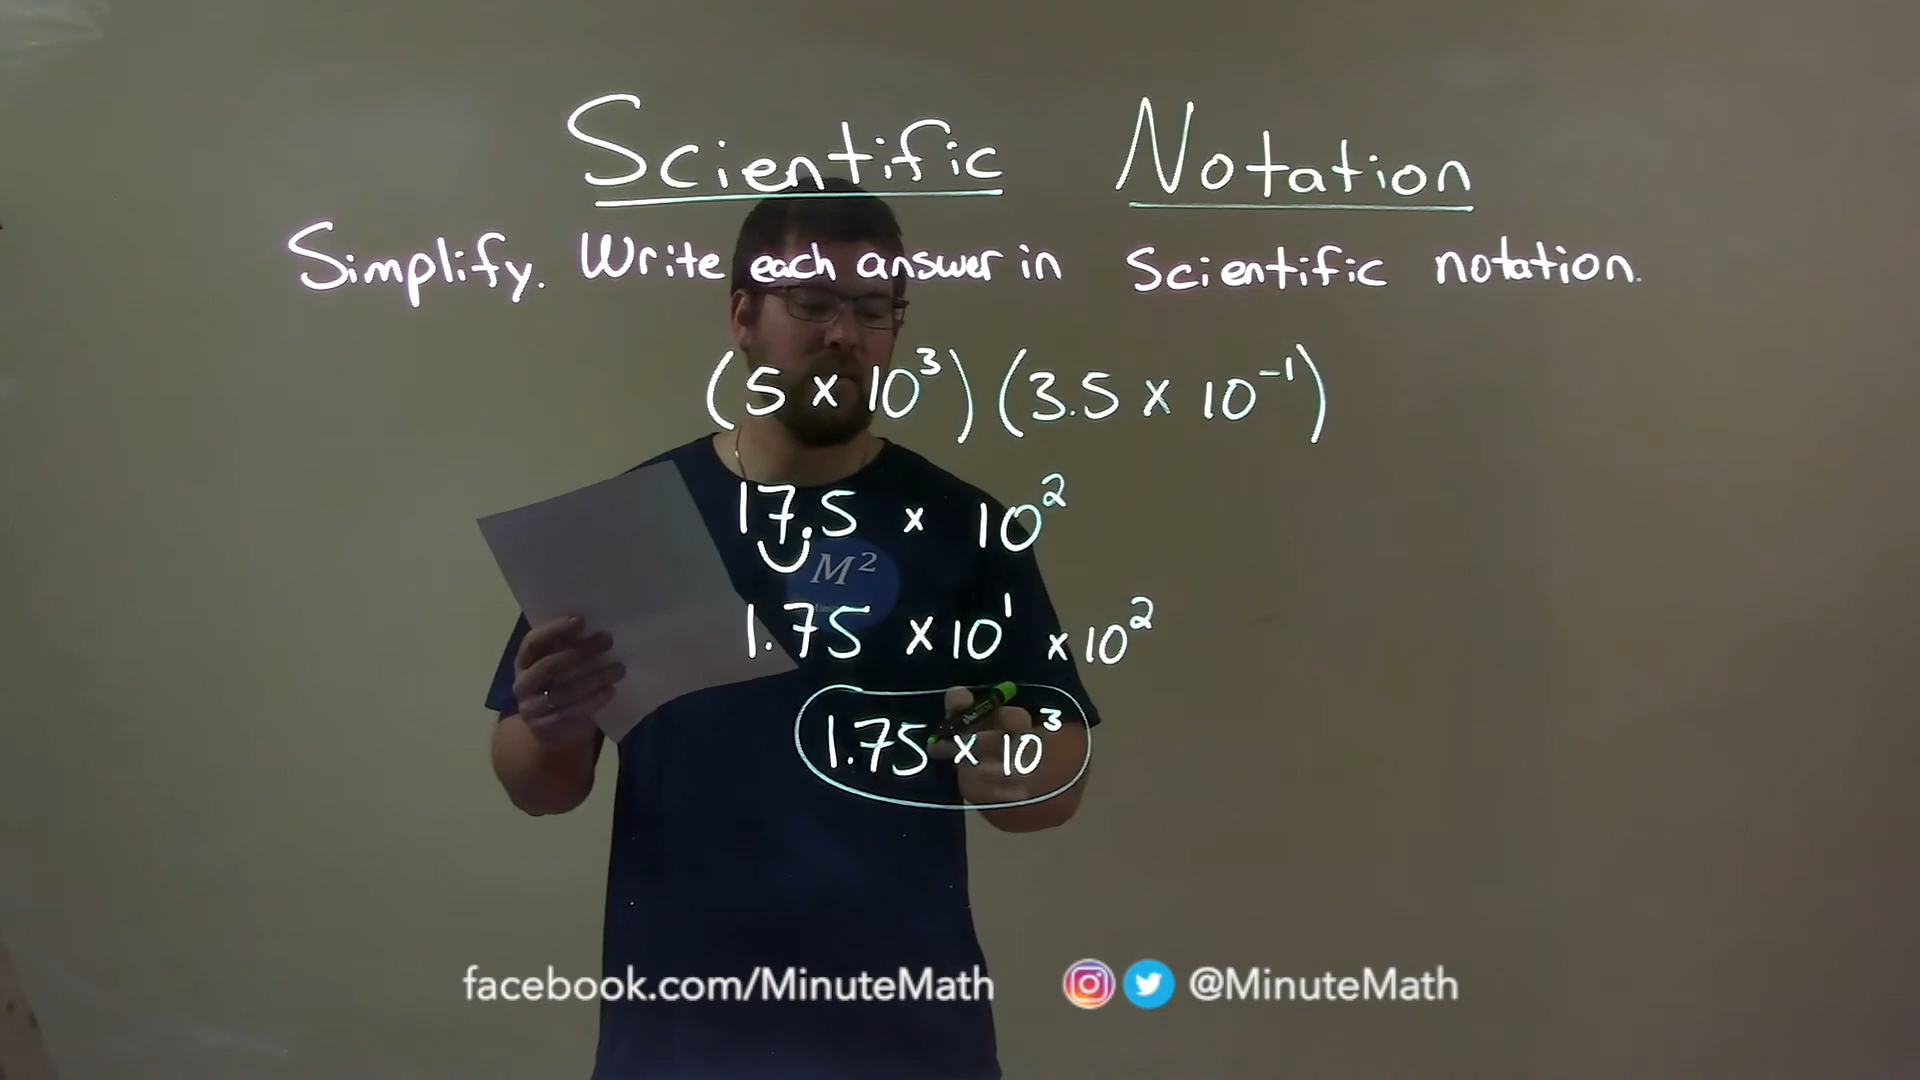 Scientific Notation
Simplify. Write each answer in scientific notation.
(5 × 10³)(3.5 × 10⁻¹)
17.5 × 10²
M²
1.75 × 10¹ × 10²
1.75 × 10³
facebook.com/MinuteMath @MinuteMath